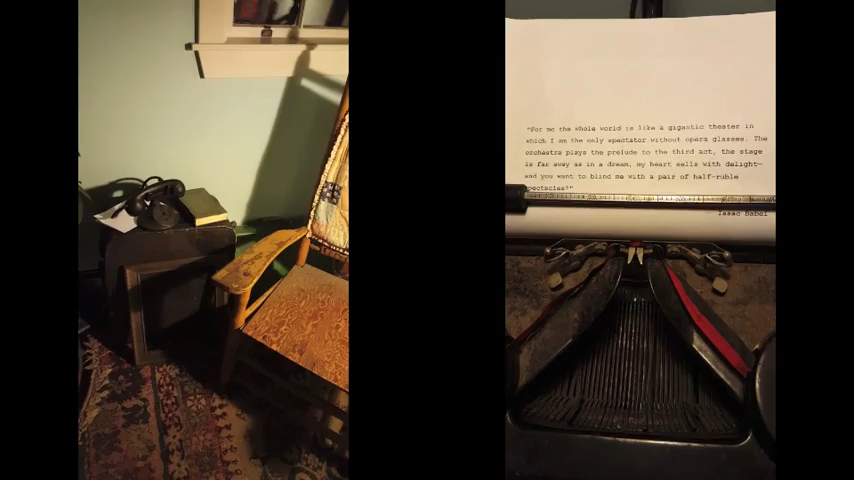 "For me the whole world is like a gigantic theater in
which I am the only spectator without opera glasses. The
orchestra plays the prelude to the third act, the stage
is far away as in a dream, my heart swells with delight—
and you want to blind me with a pair of half-ruble
spectacles?"
Isaac Babel